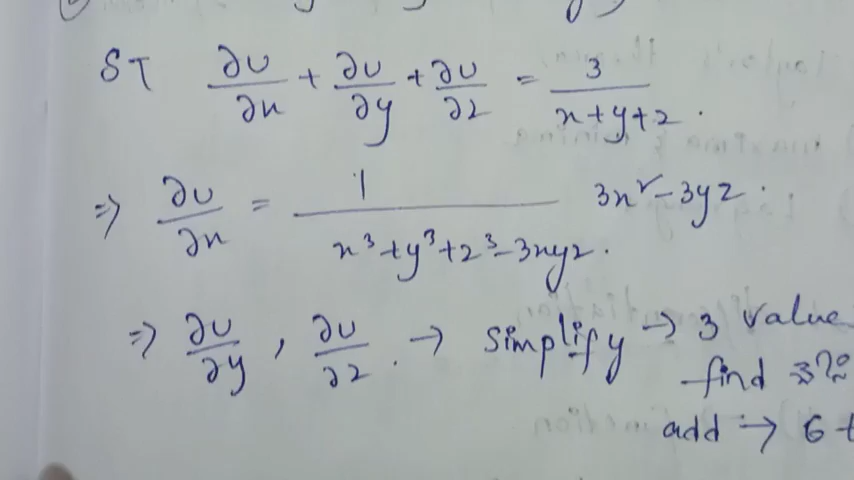 ST ∂u/∂x + ∂u/∂y + ∂u/∂z = 3/(x+y+z).
⇒ ∂u/∂x = 1/(x³+y³+z³-3xyz). 3x²-3yz.
⇒ ∂u/∂y, ∂u/∂z. → Simplify → 3 value
find
add → 6